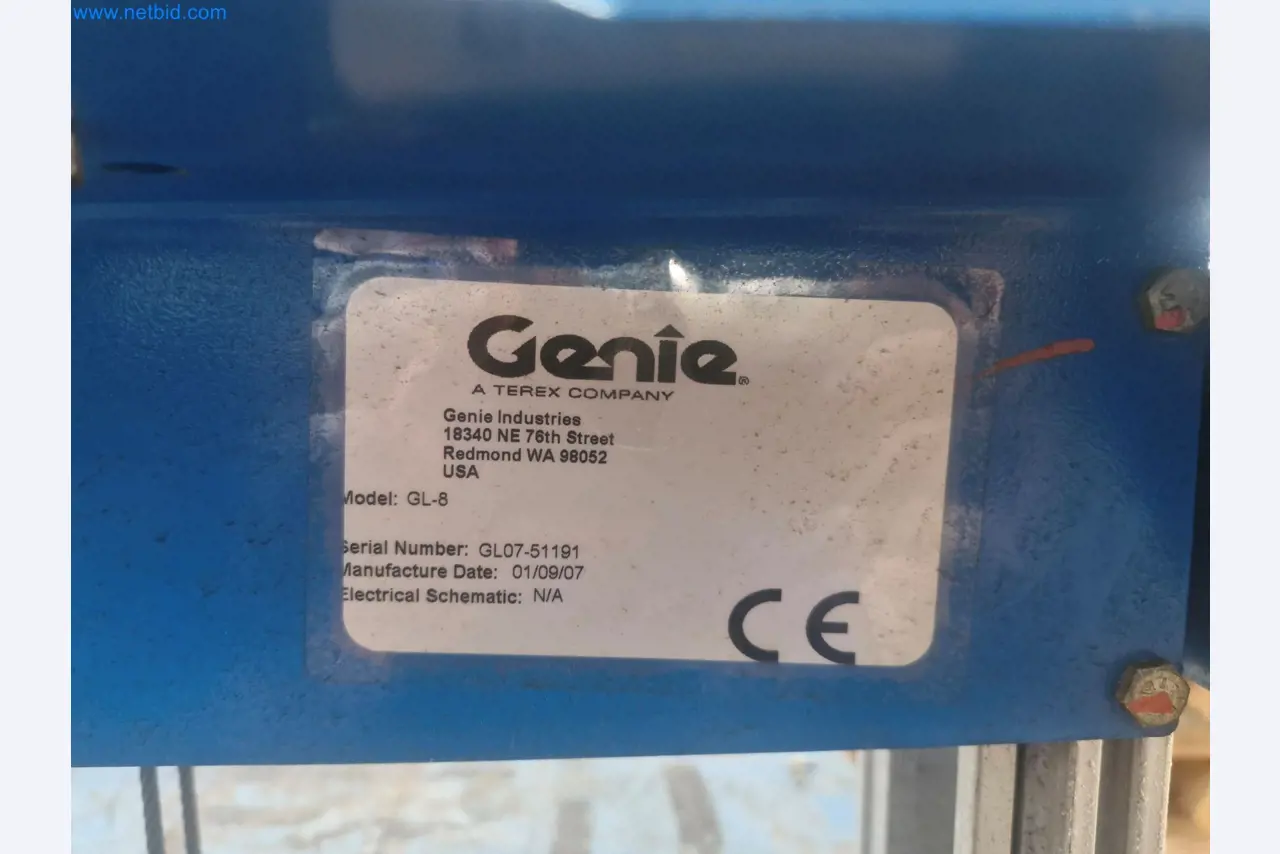 www.netbid.com
Genie®
A TEREX COMPANY
Genie Industries
18340 NE 76th Street
Redmond WA 98052
USA
Model: GL-8
Serial Number: GL07-51191
Manufacture Date: 01/09/07
Electrical Schematic: N/A
CE